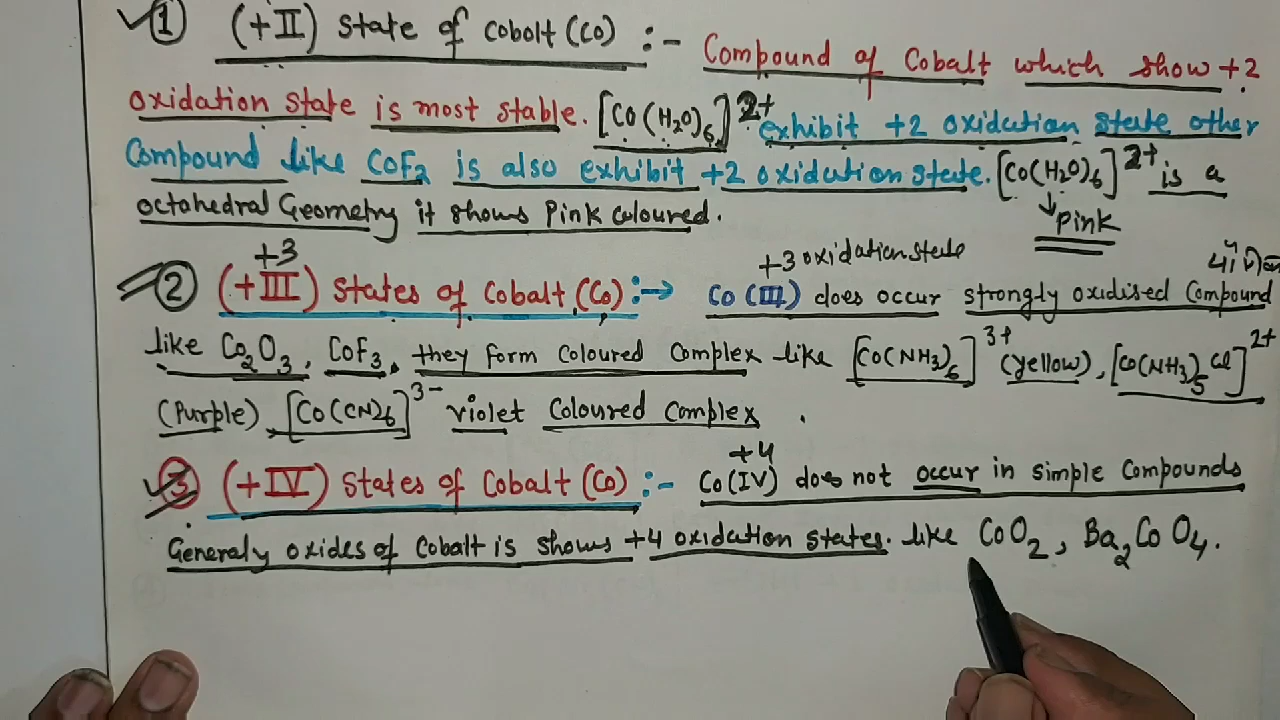 ① (+II) State of Cobolt (Co) :- Compound of Cobalt which show +2
oxidation state is most stable. [Co(H2O)6]2+ exhibit +2 oxidation state other
Compound like CoF2 is also exhibit +2 oxidation state. [Co(H2O)6]2+ is a
octahedral Geometry it shows Pink coloured.
↓ Pink
+3
+3 oxidation state
② (+III) States of Cobalt (Co) :→ Co (III) does occur strongly oxidised Compound
like Co2O3, CoF3. they form coloured complex like [Co(NH3)6]3+ (yellow), [Co(NH3)5Cl]2+
(Purple), [Co(CN)6]3- violet Coloured Complex .
+4
③ (+IV) States of Cobalt (Co) :- Co(IV) does not occur in simple Compounds
Generaly oxides of Cobalt is shows +4 oxidation states. like CoO2, Ba2CoO4.